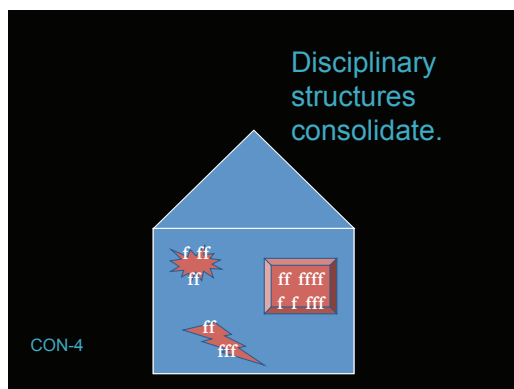 Disciplinary
structures
consolidate.
f ff
ff
ff ffff
f f fff
ff
fff
CON-4